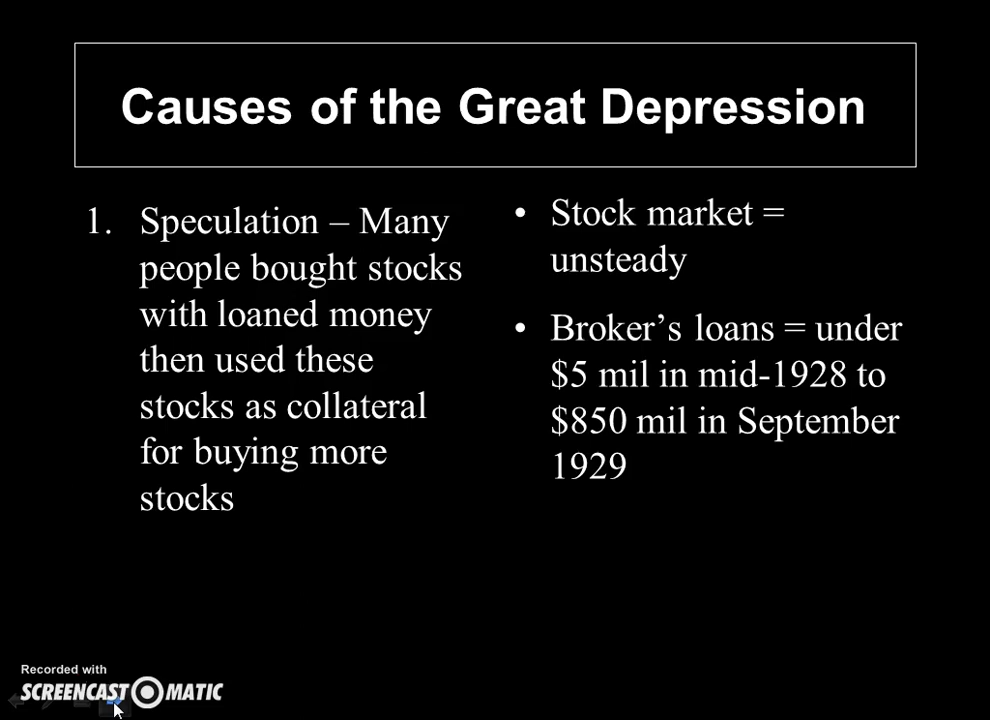 Causes of the Great Depression
1. Speculation – Many
people bought stocks
with loaned money
then used these
stocks as collateral
for buying more
stocks
• Stock market =
unsteady
• Broker’s loans = under
$5 mil in mid-1928 to
$850 mil in September
1929
Recorded with
SCREENCAST MATIC